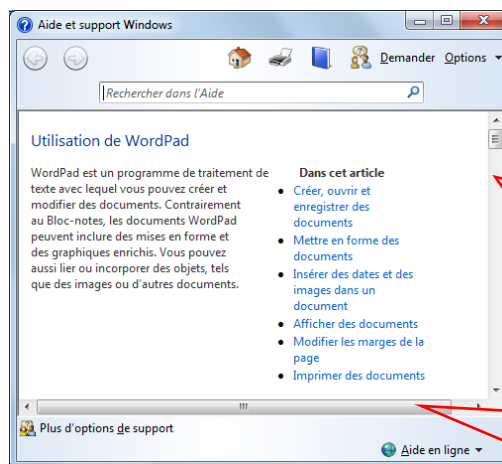 Aide et support Windows
Demander Options
Rechercher dans l'Aide
Utilisation de WordPad
WordPad est un programme de traitement de
texte avec lequel vous pouvez créer et
modifier des documents. Contrairement
au Bloc-notes, les documents WordPad
peuvent inclure des mises en forme et
des graphiques enrichis. Vous pouvez
aussi lier ou incorporer des objets, tels
que des images ou d'autres documents.
Dans cet article
Créer, ouvrir et
enregistrer des
documents
Mettre en forme des
documents
Insérer des dates et des
images dans un
document
Afficher des documents
Modifier les marges de la
page
Imprimer des documents
Plus d'options de support
Aide en ligne